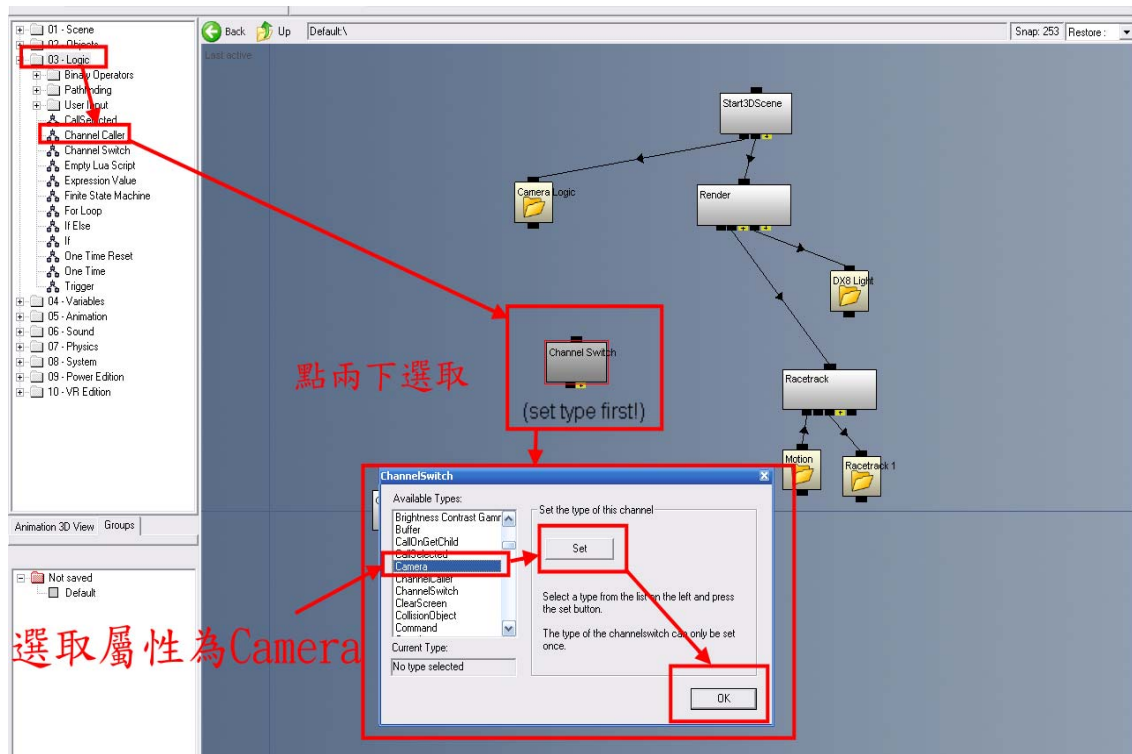 01 - Scene
02 - Objects
03 - Logic
Binary Operators
Pathfinding
User Input
CallSelected
Channel Caller
Channel Switch
Empty Lua Script
Expression Value
Finite State Machine
For Loop
If Else
If
One Time Reset
One Time
Trigger
04 - Variables
05 - Animation
06 - Sound
07 - Physics
08 - System
09 - Power Edition
10 - VR Edition
Animation 3D View Groups
Not saved
Default
選取屬性為Camera
Back Up Default:\ Snap: 253 Restore :
Last active
Start3DScene
Camera Logic
Render
DX8 Light
Channel Switch
點兩下選取
(set type first!)
Racetrack
Motion
Racetrack 1
ChannelSwitch
Available Types:
Brightness Contrast Gamm
Buffer
CallOnGetChild
CallSelected
Camera
ChannelCaller
ChannelSwitch
ClearScreen
CollisionObject
Command
Current Type:
No type selected
Set the type of this channel
Set
Select a type from the list on the left and press
the set button.
The type of the channelswitch can only be set
once.
OK